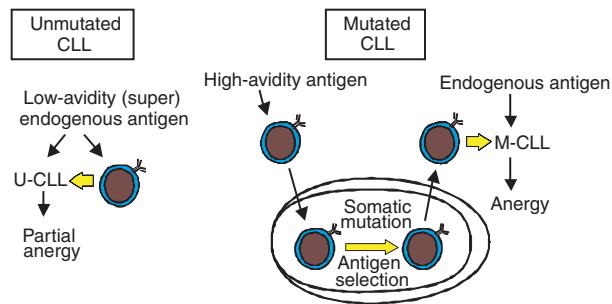 Unmutated
CLL
Low-avidity (super)
endogenous antigen
U-CLL
Partial
anergy
Mutated
CLL
High-avidity antigen
Endogenous antigen
M-CLL
Anergy
Somatic
mutation
Antigen
selection